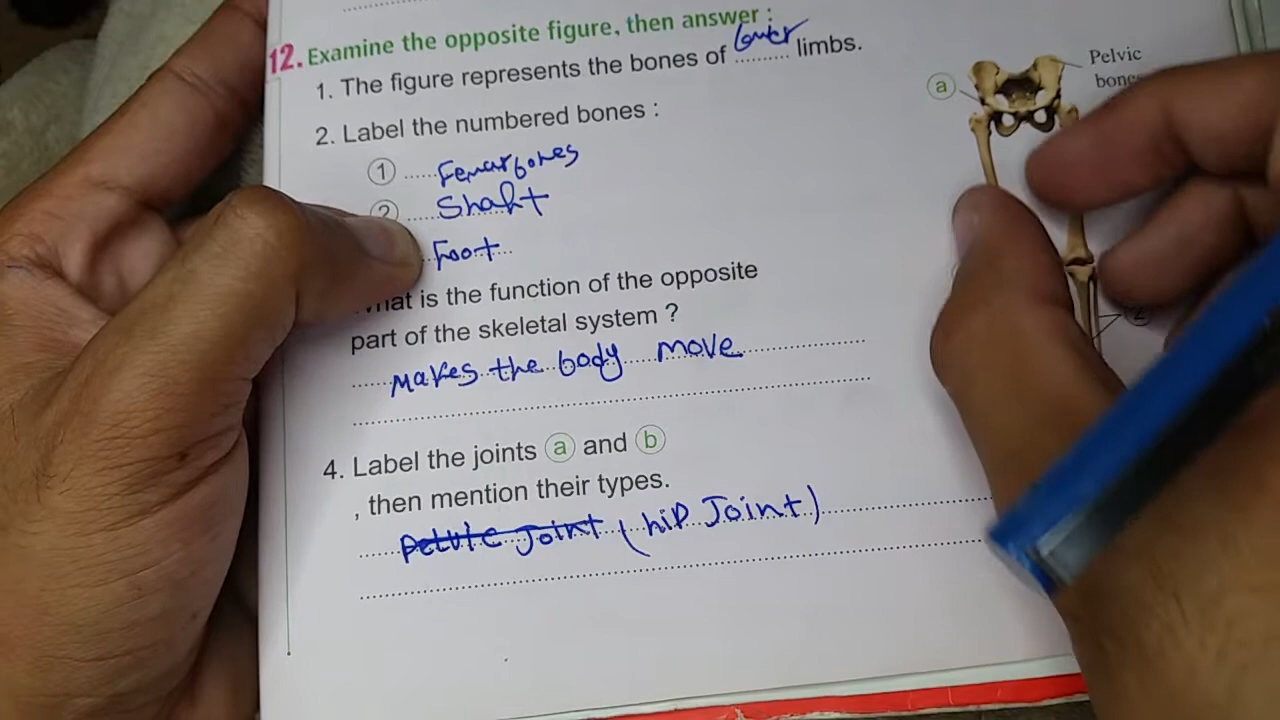 12. Examine the opposite figure, then answer :
1. The figure represents the bones of lower limbs.
2. Label the numbered bones :
1 Femur bones
2 Shaft
Foot
What is the function of the opposite
part of the skeletal system ?
Makes the body move
4. Label the joints a and b
, then mention their types.
(hip Joint)
a
Pelvic
bones
2